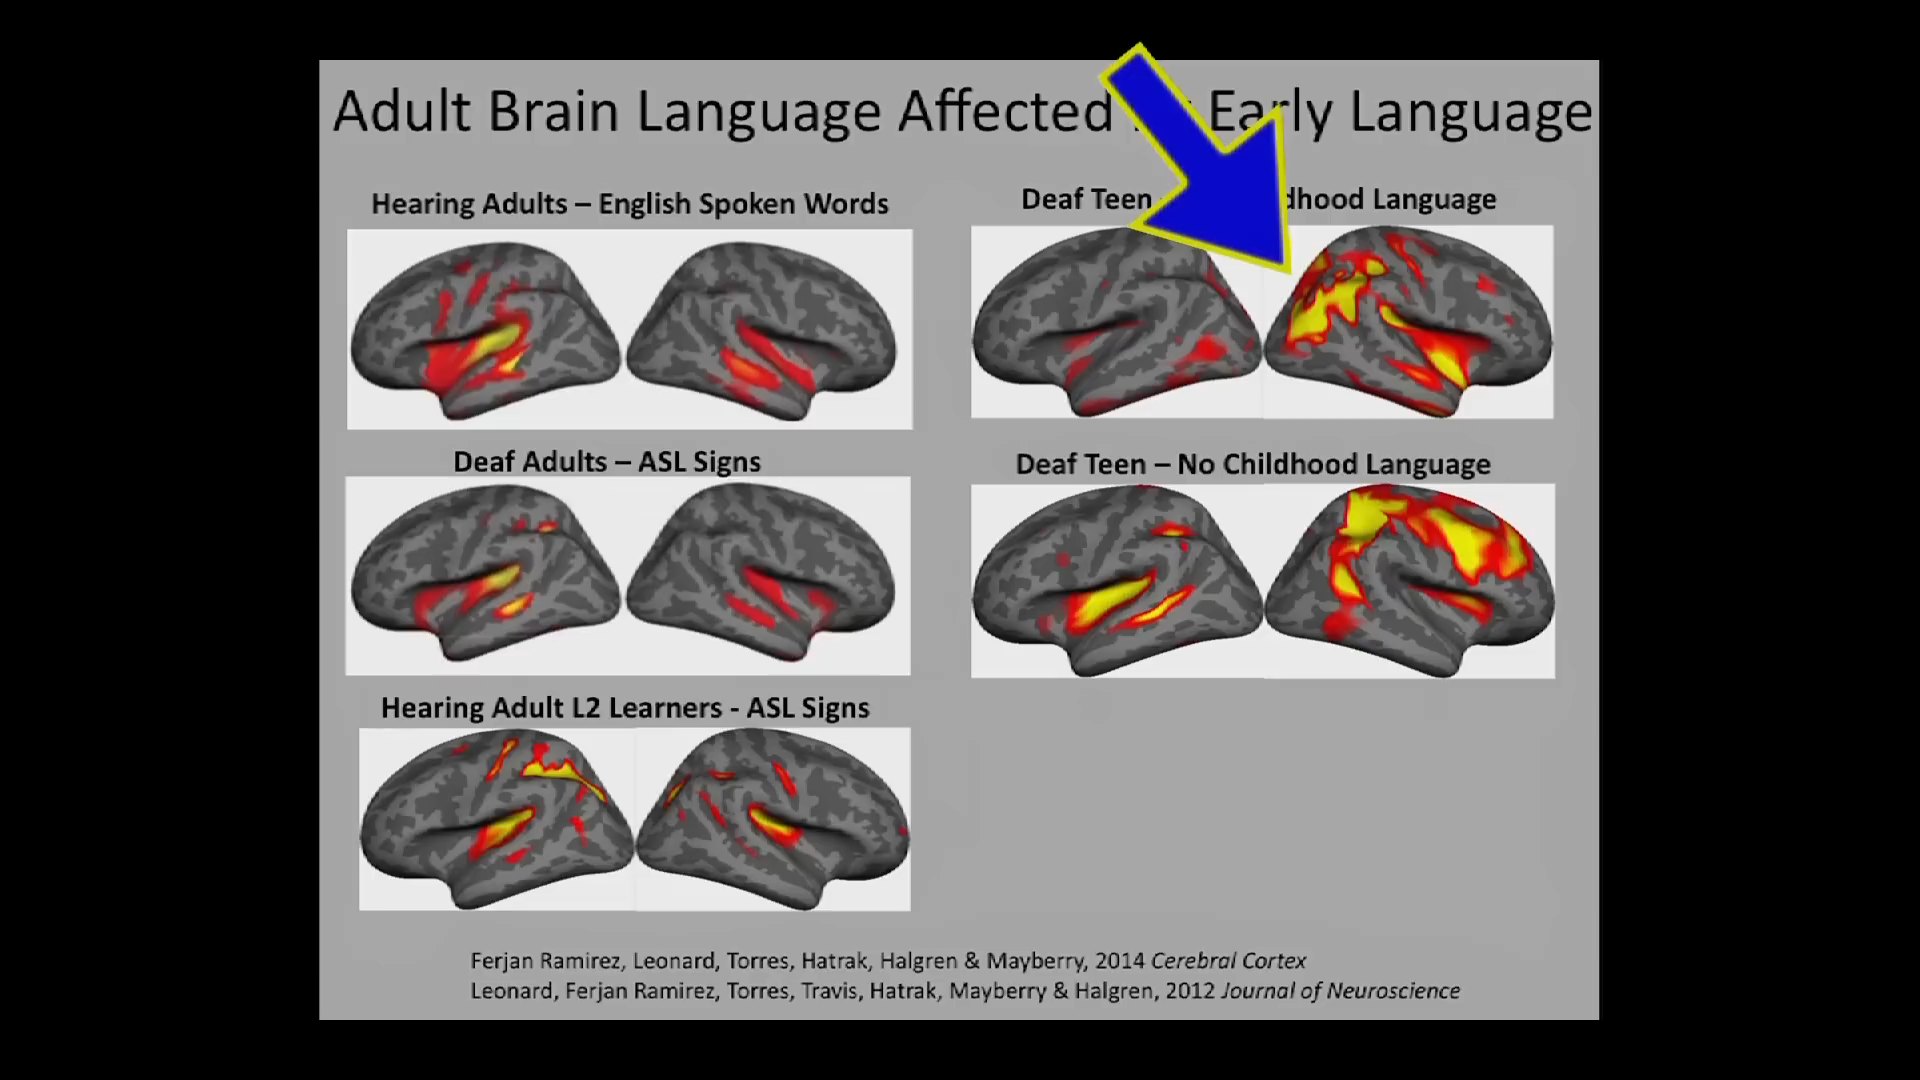 Adult Brain Language Affected Early Language
Hearing Adults – English Spoken Words
Deaf Teen dhood Language
Deaf Adults – ASL Signs
Deaf Teen – No Childhood Language
Hearing Adult L2 Learners - ASL Signs
Ferjan Ramirez, Leonard, Torres, Hatrak, Halgren & Mayberry, 2014 Cerebral Cortex
Leonard, Ferjan Ramirez, Torres, Travis, Hatrak, Mayberry & Halgren, 2012 Journal of Neuroscience